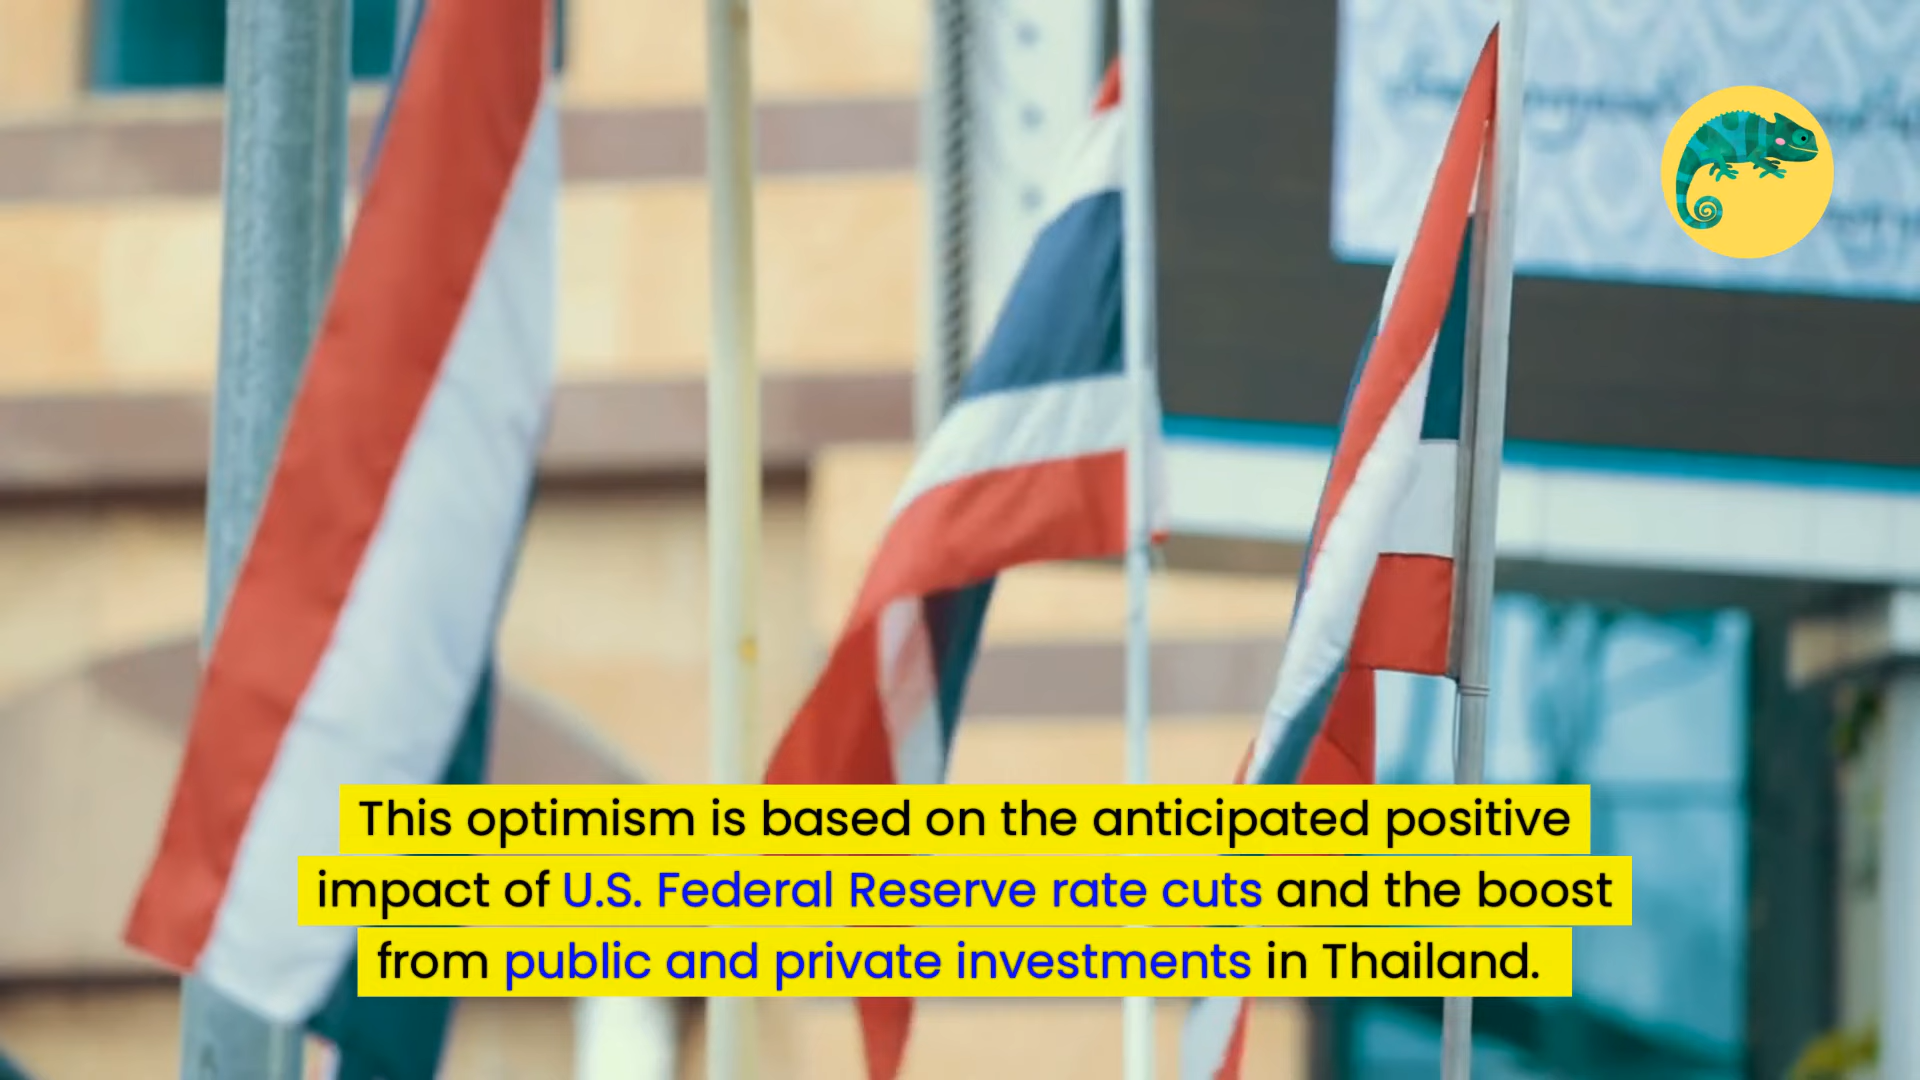 This optimism is based on the anticipated positive
impact of U.S. Federal Reserve rate cuts and the boost
from public and private investments in Thailand.